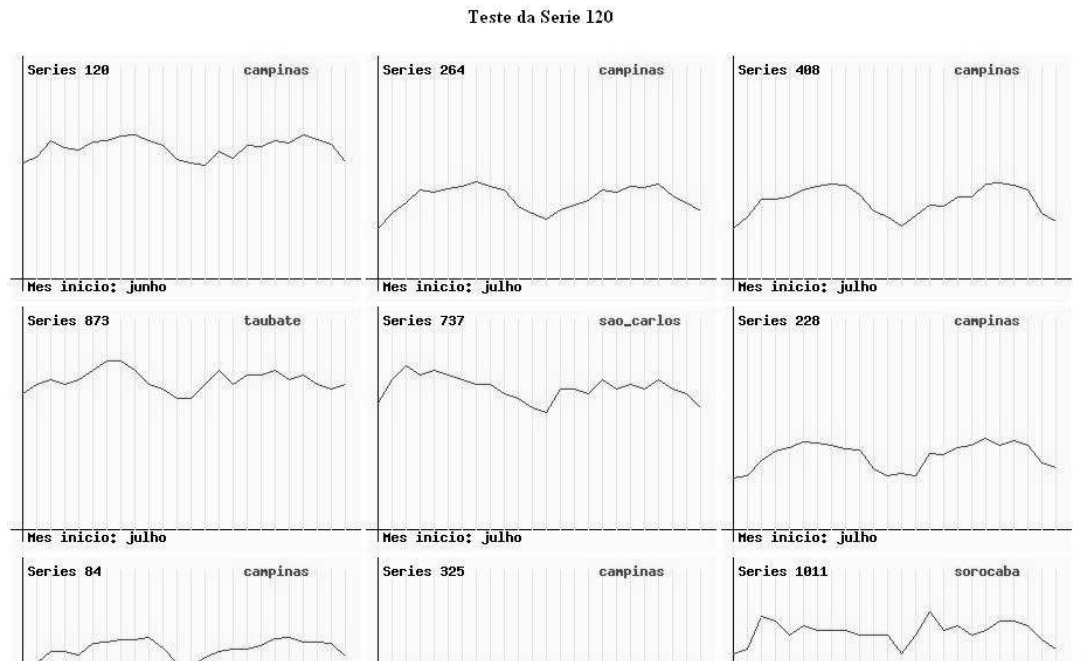 Teste da Serie 120
Series 120 campinas
Series 264 campinas
Series 408 campinas
Mes inicio: junho
Mes inicio: julho
Mes inicio: julho
Series 873 taubate
Series 737 sao_carlos
Series 228 campinas
Mes inicio: julho
Mes inicio: julho
Mes inicio: julho
Series 84 campinas
Series 325 campinas
Series 1011 sorocaba